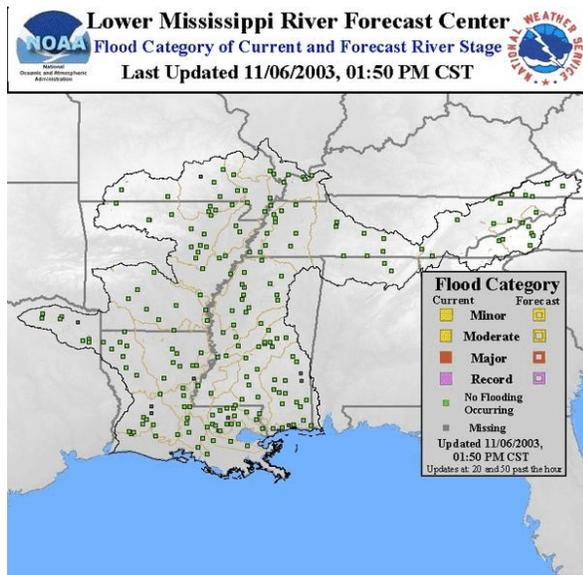 Lower Mississippi River Forecast Center
Flood Category of Current and Forecast River Stage
Last Updated 11/06/2003, 01:50 PM CST
NOAA
National
Oceanic and Atmospheric
Administration
NATIONAL WEATHER SERVICE
Flood Category
Current Forecast
Minor
Moderate
Major
Record
No Flooding
Occurring
Missing
Updated 11/06/2003,
01:50 PM CST
Updates at: 20 and 50 past the hour